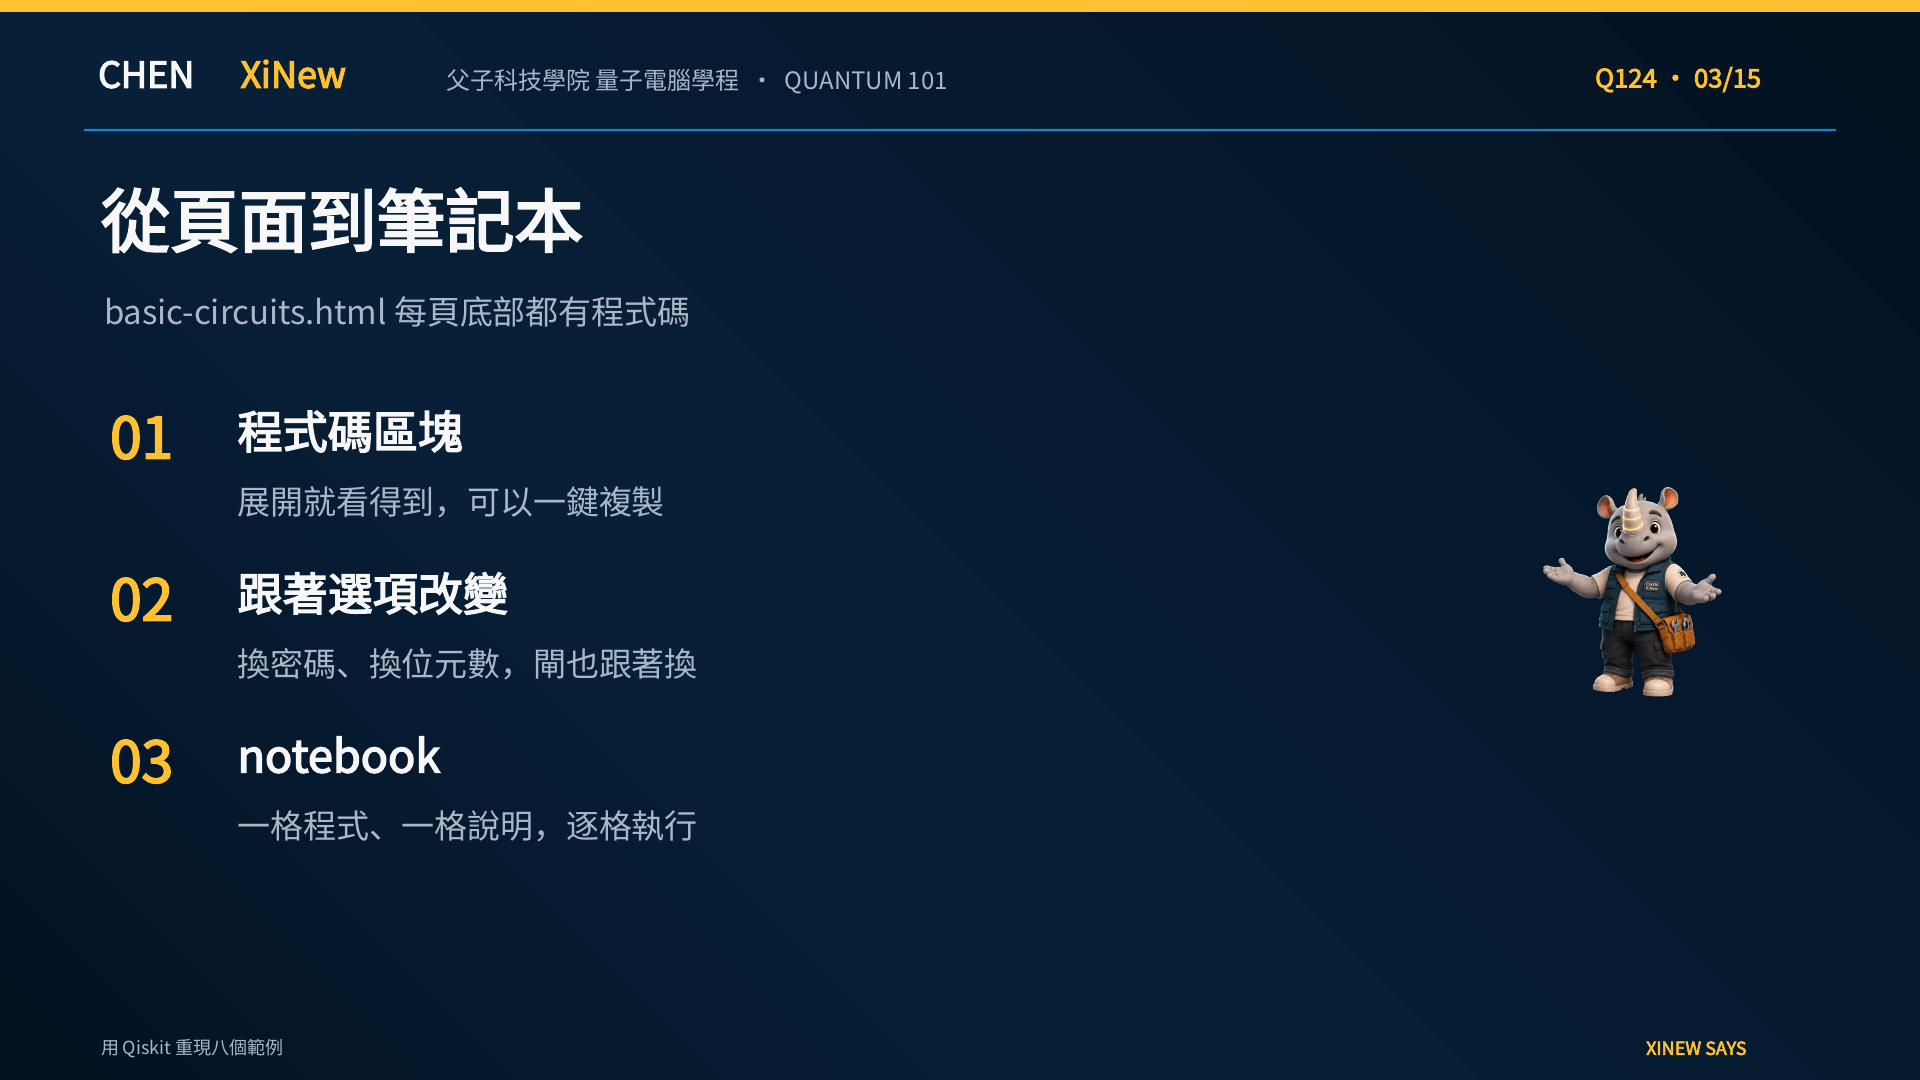 CHEN XiNew 父子科技學院 量子電腦學程 • QUANTUM 101 Q124 • 03/15
從頁面到筆記本
basic-circuits.html 每頁底部都有程式碼
01 程式碼區塊
展開就看得到，可以一鍵複製
02 跟著選項改變
換密碼、換位元數，閘也跟著換
03 notebook
一格程式、一格說明，逐格執行
用 Qiskit 重現八個範例 XINEW SAYS